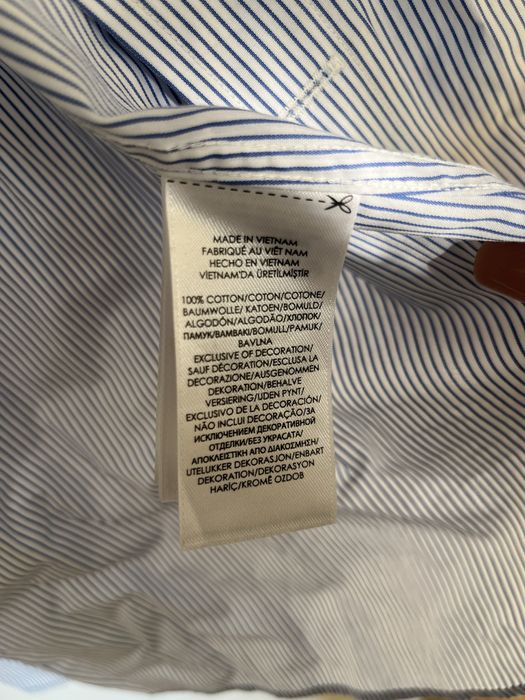 MADE IN VIETNAM
FABRIQUÉ AU VIÊT NAM
HECHO EN VIETNAM
VİETNAM'DA ÜRETİLMİŞTİR
100% COTTON/COTON/COTONE/
BAUMWOLLE/ KATOEN/BOMULD/
ALGODÓN/ALGODÃO/ХЛОПОК/
ПАМУК/ΒΑΜΒΑΚΙ/BOMULL/PAMUK/
BAVLNA
EXCLUSIVE OF DECORATION/
SAUF DÉCORATION/ESCLUSA LA
DECORAZIONE/AUSGENOMMEN
DEKORATION/BEHALVE
VERSIERING/UDEN PYNT/
EXCLUSIVO DE LA DECORACIÓN/
NÃO INCLUI DECORAÇÃO/ЗА
ИСКЛЮЧЕНИЕМ ДЕКОРАТИВНОЙ
ОТДЕЛКИ/БЕЗ УКРАСАТА/
ΑΠΟΚΛΕΙΣΤΙΚΗ ΑΠΟ ΔΙΑΚΟΣΜΗΣΗ/
UTELUKKER DEKORASJON/ENBART
DEKORATION/DEKORASYON
HARİÇ/KROMĚ OZDOB